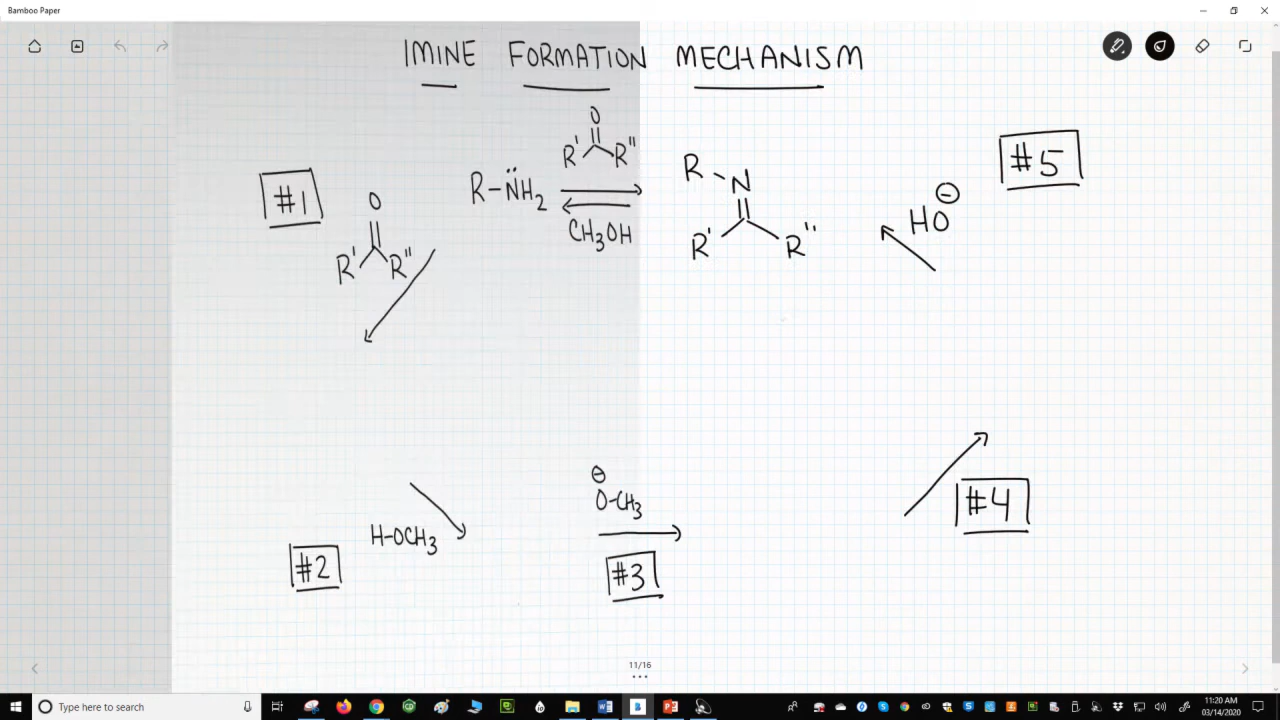 Bamboo Paper
IMINE FORMATION MECHANISM
#1
O
R' R"
R-N̈H2
O
R' R"
CH3OH
R N
R' R"
#5
⊖
HO
⊖
O-CH3
H-OCH3
#2
#3
#4
11/16
Type here to search
11:20 AM
03/14/2020